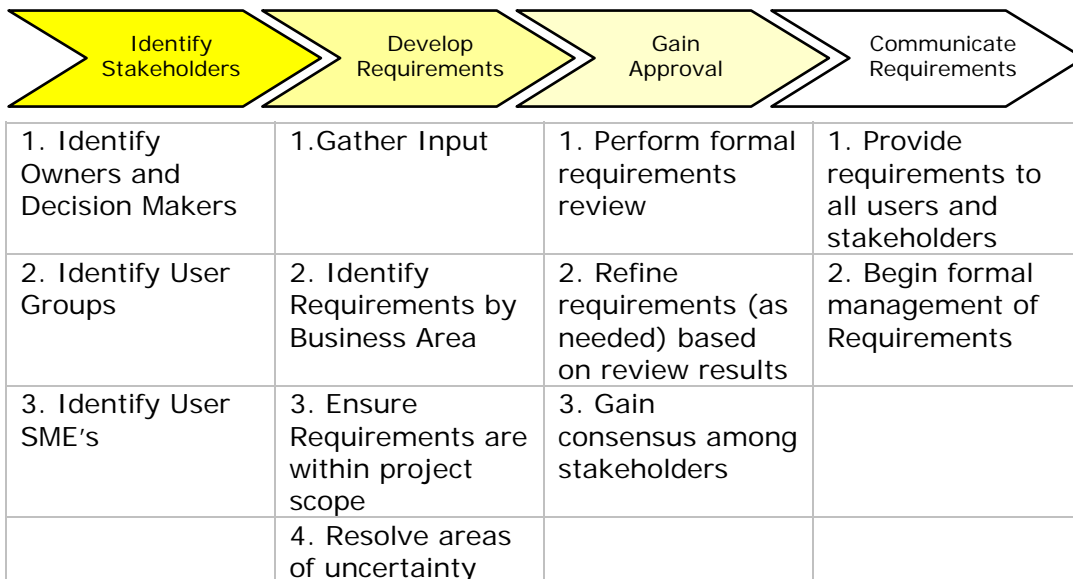 Identify
Stakeholders
Develop
Requirements
Gain
Approval
Communicate
Requirements
1. Identify
Owners and
Decision Makers
1.Gather Input
1. Perform formal
requirements
review
1. Provide
requirements to
all users and
stakeholders
2. Identify User
Groups
2. Identify
Requirements by
Business Area
2. Refine
requirements (as
needed) based
on review results
2. Begin formal
management of
Requirements
3. Identify User
SME's
3. Ensure
Requirements are
within project
scope
3. Gain
consensus among
stakeholders
4. Resolve areas
of uncertainty